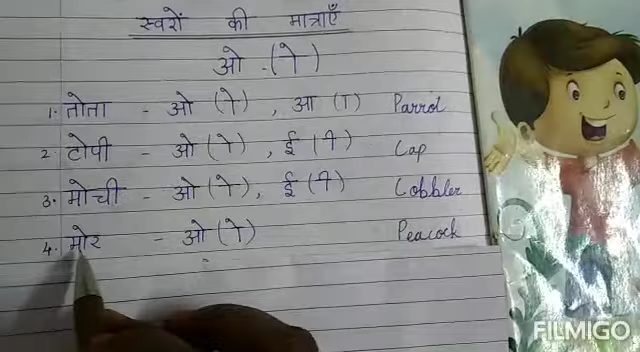 स्वरों की मात्राएँ
ओ - (ो)
1. तोता - ओ (ो), आ (ा) Parrot
2. टोपी - ओ (ो), ई (ी) Cap
3. मोची - ओ (ो), ई (ी) Cobbler
4. मोर - ओ (ो) Peacock
FILMIGO